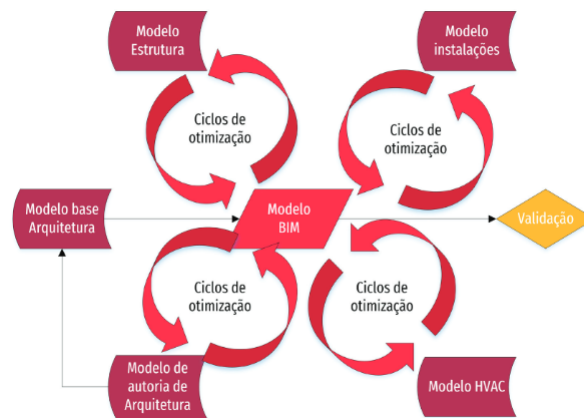 Modelo
Estrutura
Modelo
instalações
Ciclos de
otimização
Ciclos de
otimização
Modelo base
Arquitetura
Modelo
BIM
Validação
Ciclos de
otimização
Ciclos de
otimização
Modelo de
autoria de
Arquitetura
Modelo HVAC